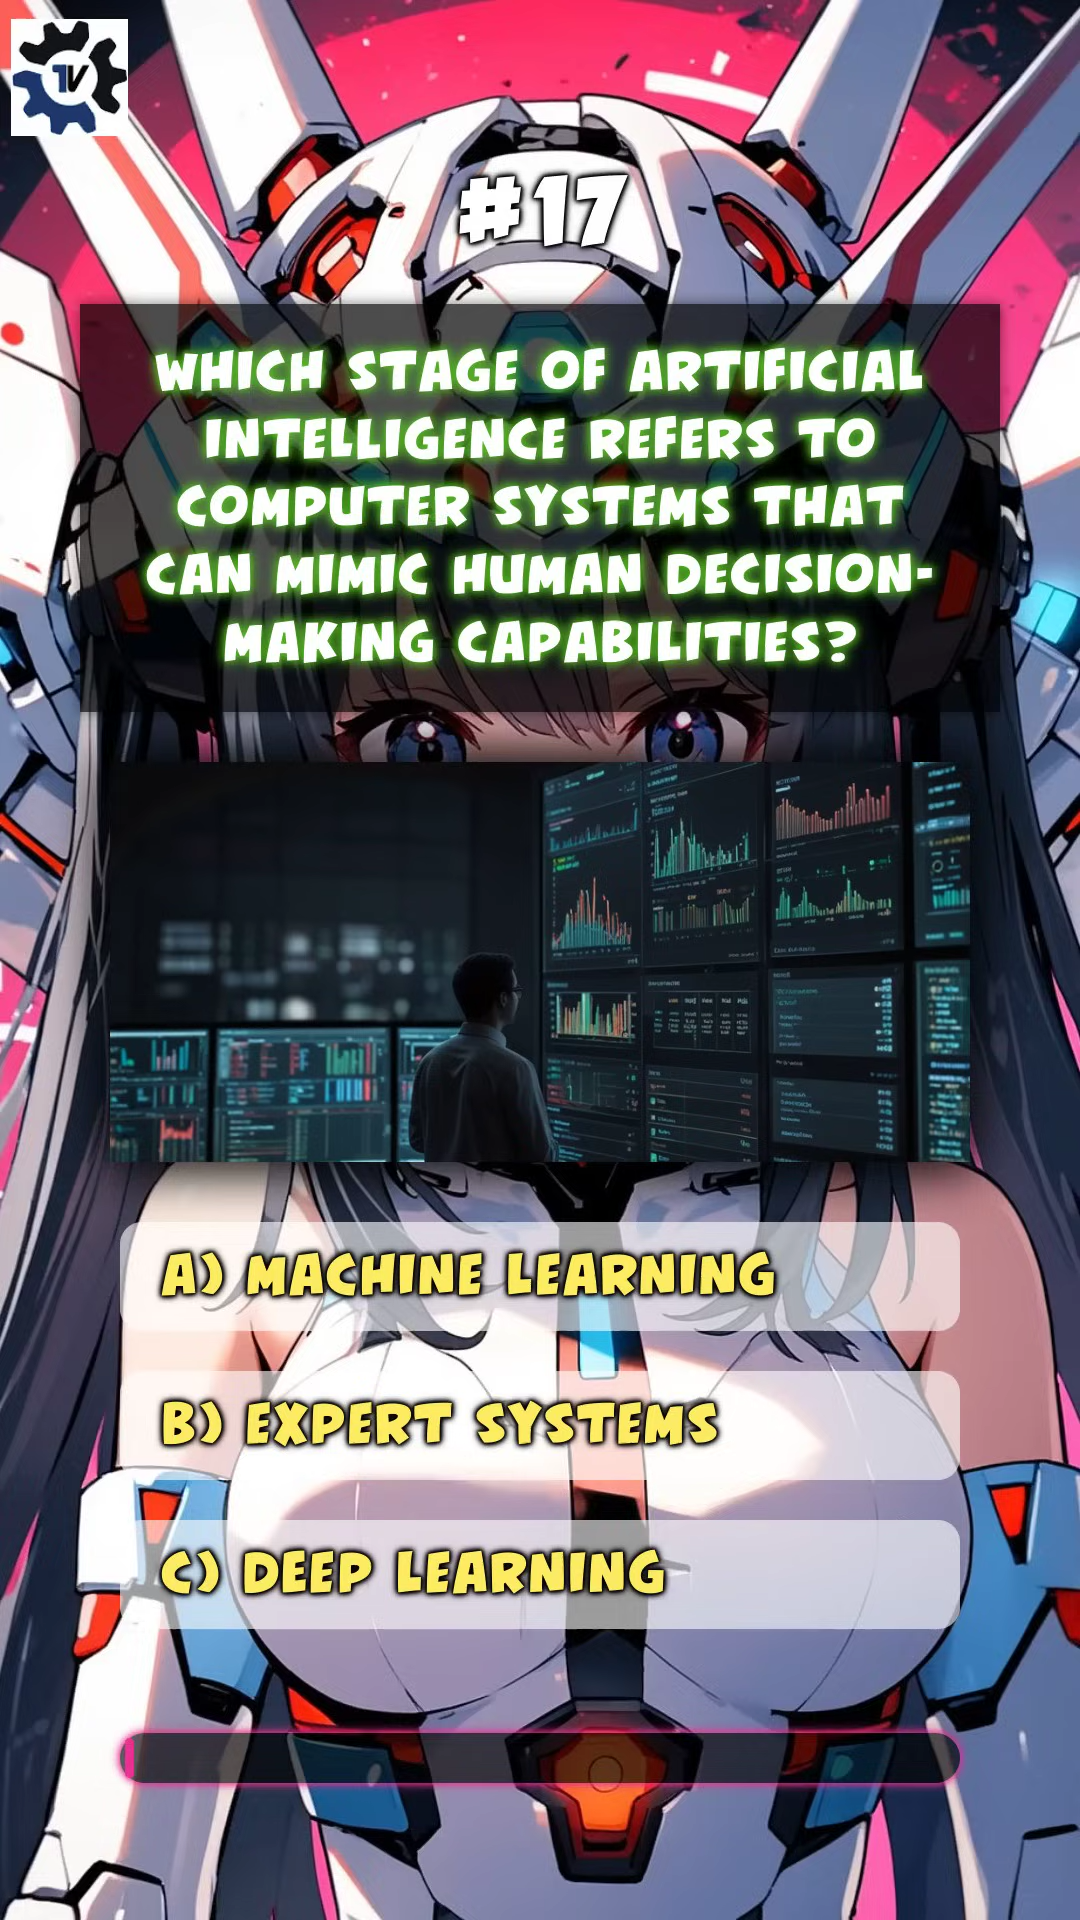 1V
#17
WHICH STAGE OF ARTIFICIAL
INTELLIGENCE REFERS TO
COMPUTER SYSTEMS THAT
CAN MIMIC HUMAN DECISION-
MAKING CAPABILITIES?
A) MACHINE LEARNING
B) EXPERT SYSTEMS
C) DEEP LEARNING